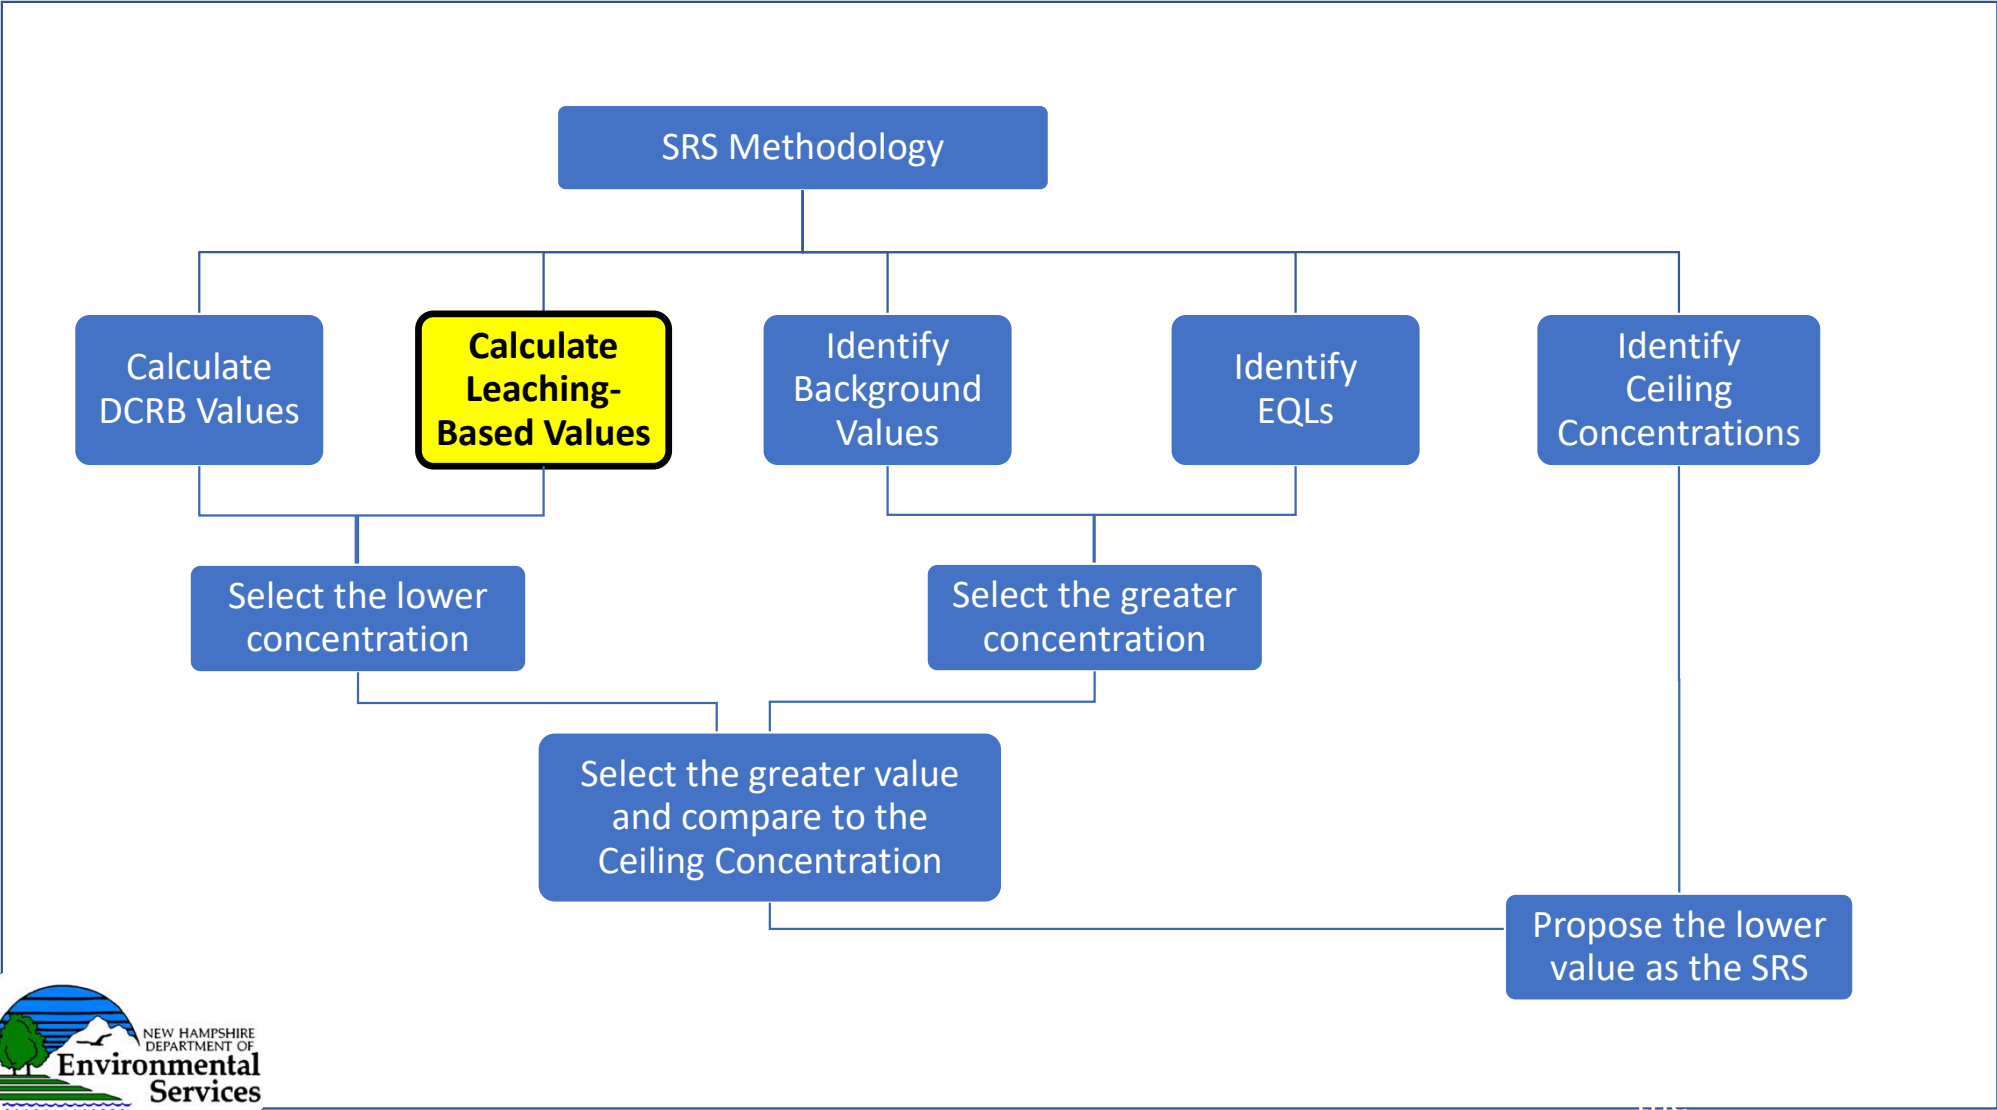 SRS Methodology
Calculate
DCRB Values
Calculate
Leaching-
Based Values
Identify
Background
Values
Identify
EQLs
Identify
Ceiling
Concentrations
Select the lower
concentration
Select the greater
concentration
Select the greater value
and compare to the
Ceiling Concentration
Propose the lower
value as the SRS
NEW HAMPSHIRE
DEPARTMENT OF
Environmental
Services